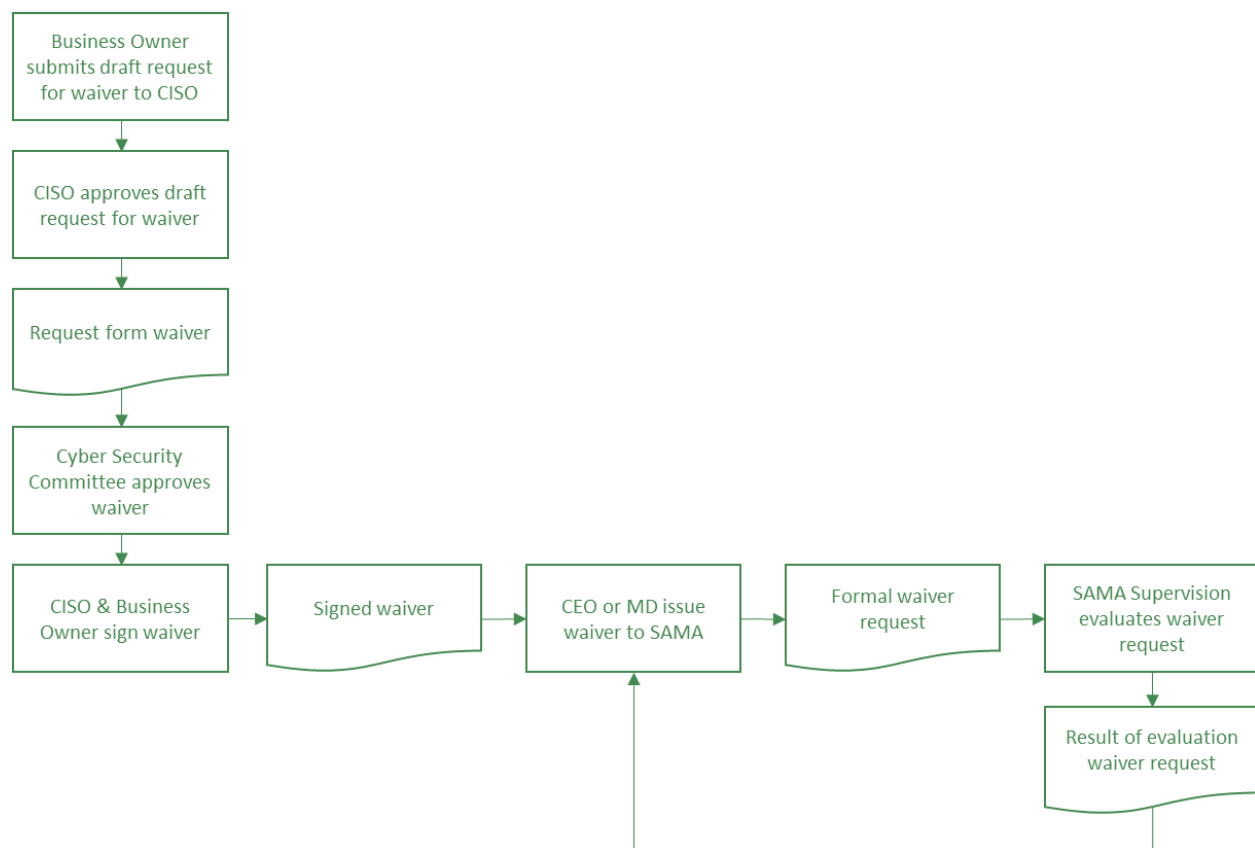 Business Owner
submits draft request
for waiver to CISO
CISO approves draft
request for waiver
Request form waiver
Cyber Security
Committee approves
waiver
CISO & Business
Owner sign waiver
Signed waiver
CEO or MD issue
waiver to SAMA
Formal waiver
request
SAMA Supervision
evaluates waiver
request
Result of evaluation
waiver request